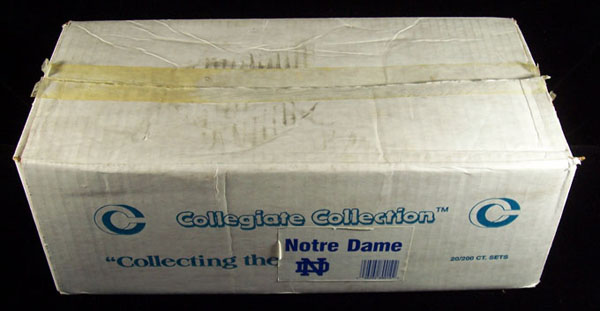 Collegiate Collection™
Notre Dame
"Collecting the
ND
20/200 CT. SETS